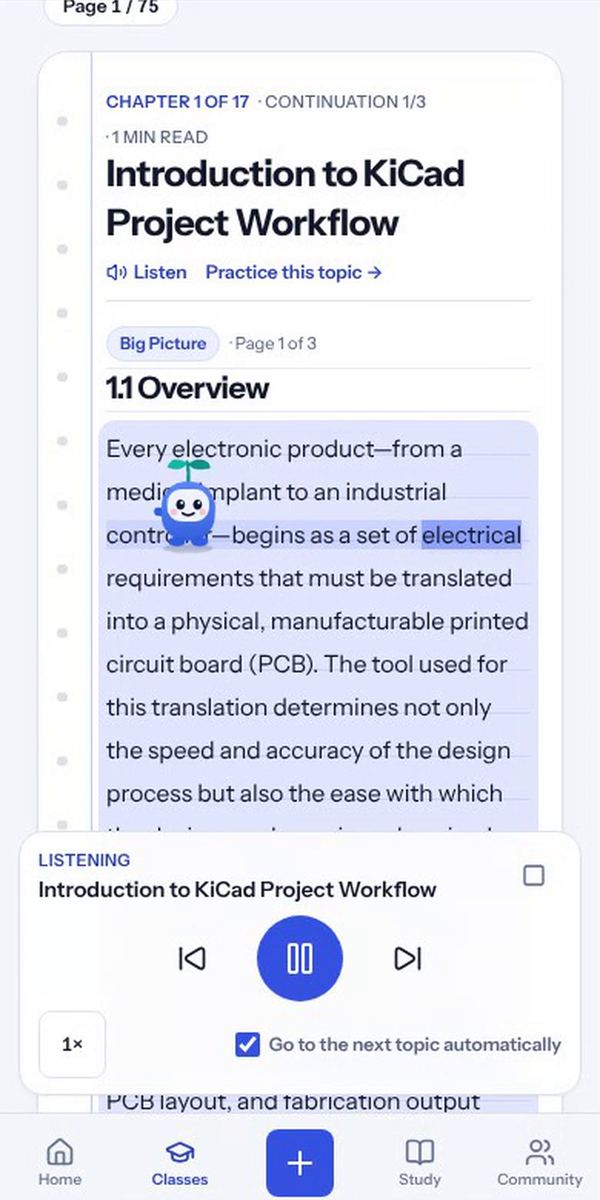 Page 1 / 75
CHAPTER 1 OF 17 · CONTINUATION 1/3
· 1 MIN READ
Introduction to KiCad
Project Workflow
Listen Practice this topic →
Big Picture · Page 1 of 3
1.1 Overview
Every electronic product—from a
implant to an industrial
—begins as a set of electrical
requirements that must be translated
into a physical, manufacturable printed
circuit board (PCB). The tool used for
this translation determines not only
the speed and accuracy of the design
process but also the ease with which
LISTENING
Introduction to KiCad Project Workflow
1×
Go to the next topic automatically
PCB layout, and fabrication output
Home
Classes
Study
Community